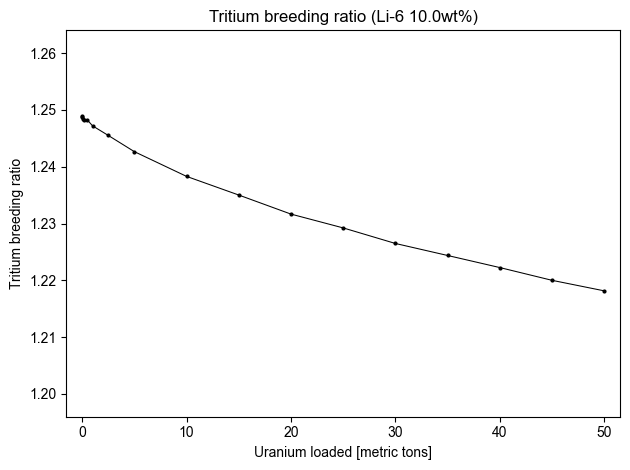 Tritium breeding ratio (Li-6 10.0wt%)
1.26
1.25
1.24
1.23
1.22
1.21
1.20
Tritium breeding ratio
0 10 20 30 40 50
Uranium loaded [metric tons]